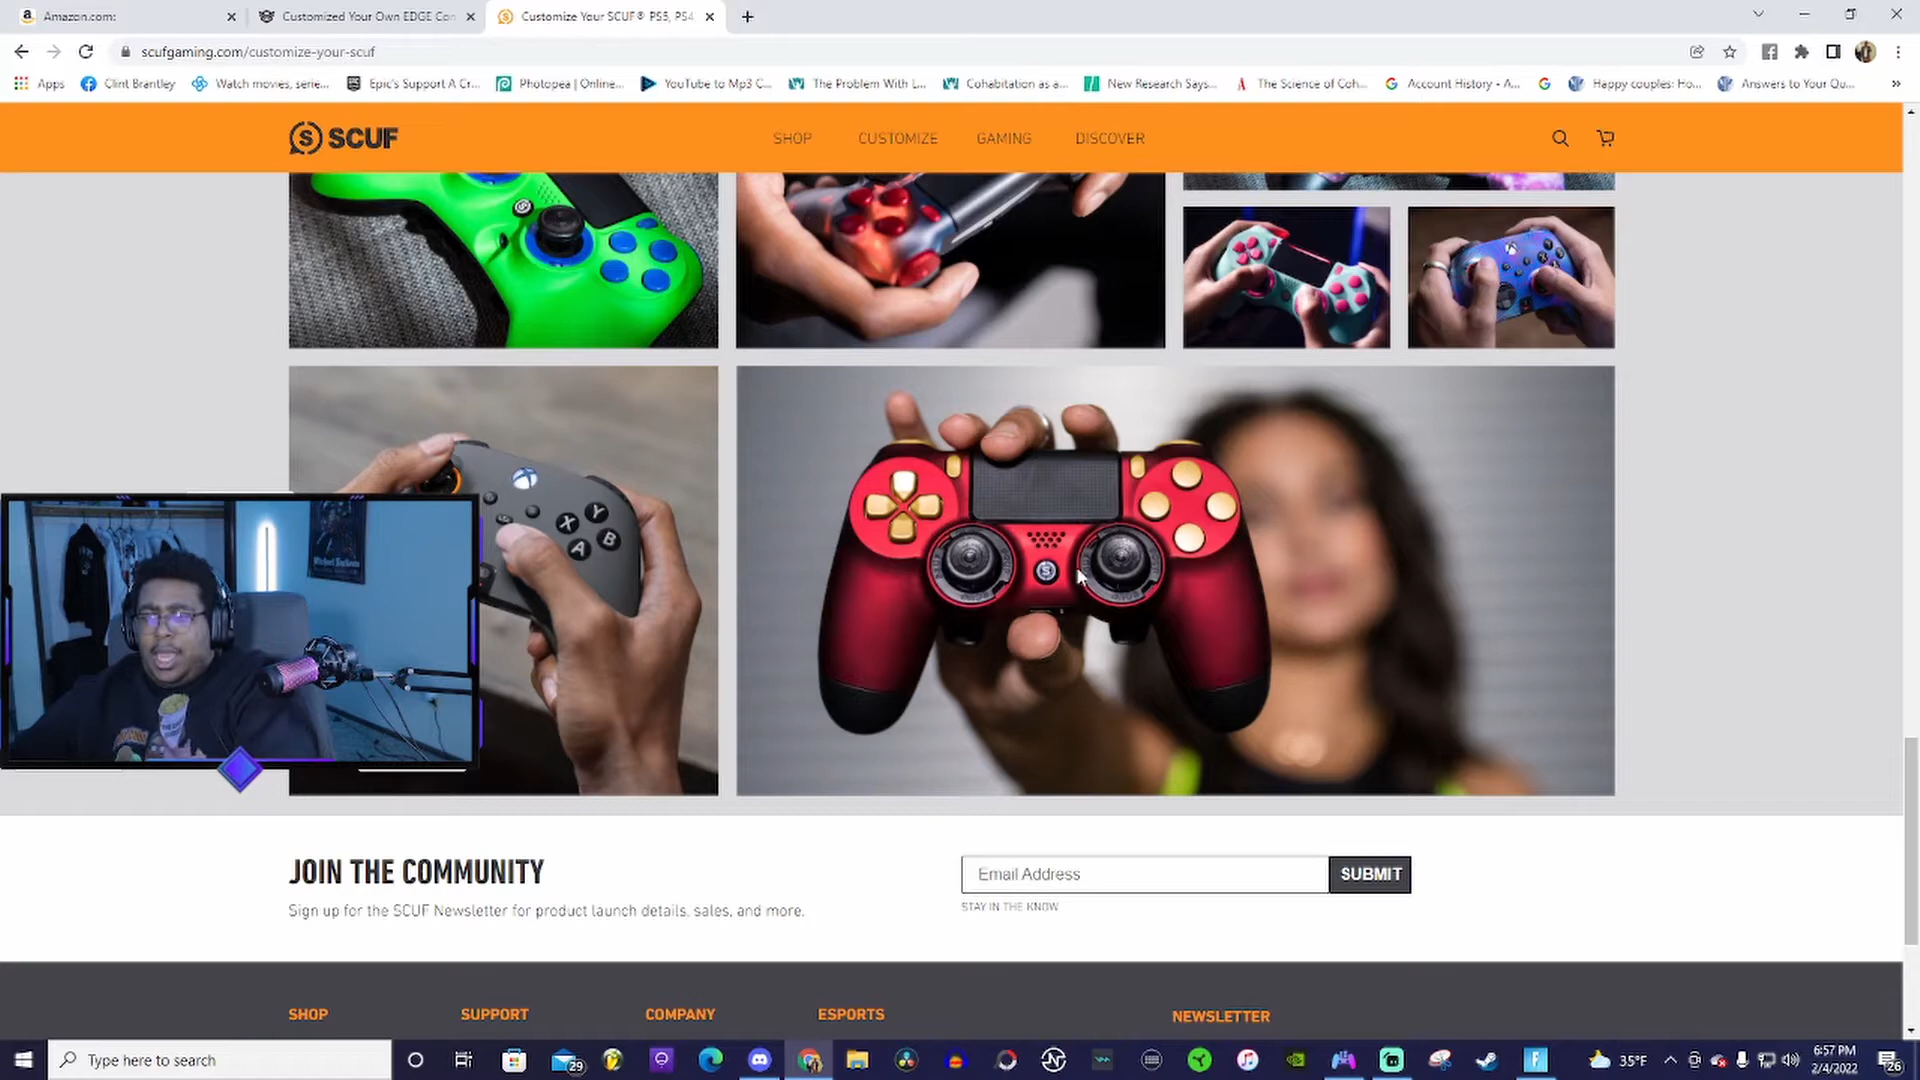 Amazon.com:
Customized Your Own EDGE Con
Customize Your SCUF® PS5, PS4
scufgaming.com/customize-your-scuf
Apps
Clint Brantley
Watch movies, serie...
Epic's Support A Cr...
Photopea | Online...
YouTube to Mp3 C...
The Problem With L...
Cohabitation as a...
New Research Says...
The Science of Coh...
Account History - A...
Happy couples: Ho...
Answers to Your Qu...
SCUF
SHOP
CUSTOMIZE
GAMING
DISCOVER
X
Y
A
B
JOIN THE COMMUNITY
Sign up for the SCUF Newsletter for product launch details, sales, and more.
Email Address
SUBMIT
STAY IN THE KNOW
SHOP
SUPPORT
COMPANY
ESPORTS
NEWSLETTER
Type here to search
29
35°F
6:57 PM
2/4/2022
26